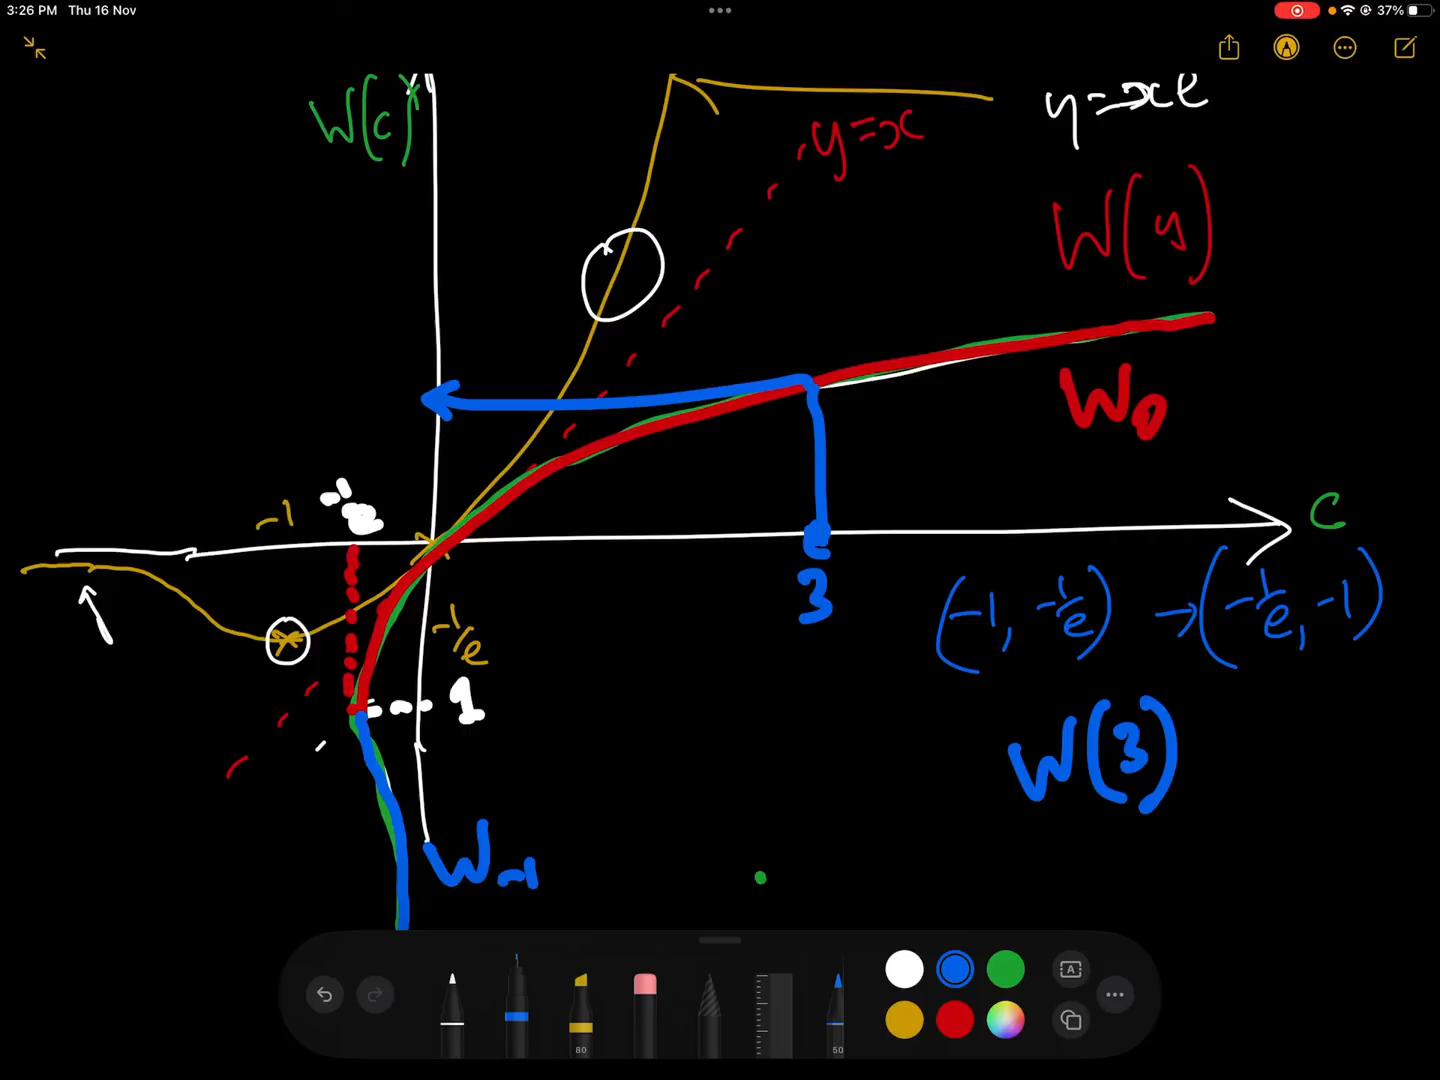 3:26 PM Thu 16 Nov
37%
W(c)
y=xe
y=x
W(y)
W₀
-1
C
3
-1/e
(-1, -1/e) → (-1/e, -1)
1
W(3)
W₋₁
80
50
A